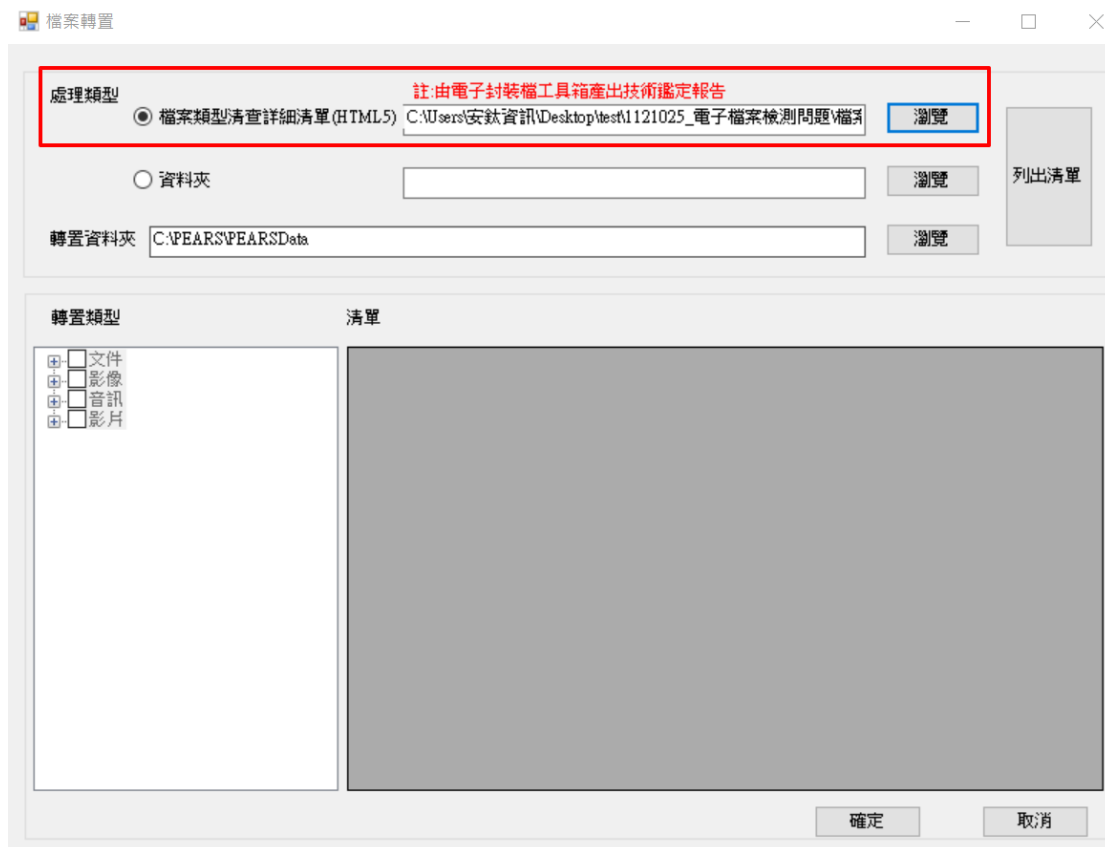 檔案轉置
處理類型
註:由電子封裝檔工具箱產出技術鑑定報告
檔案類型清查詳細清單(HTML5) C:\Users\安鈦資訊\Desktop\test\1121025_電子檔案檢測問題\檔案 瀏覽
資料夾 瀏覽
列出清單
轉置資料夾 C:\PEARS\PEARSData 瀏覽
轉置類型 清單
文件
影像
音訊
影片
確定 取消